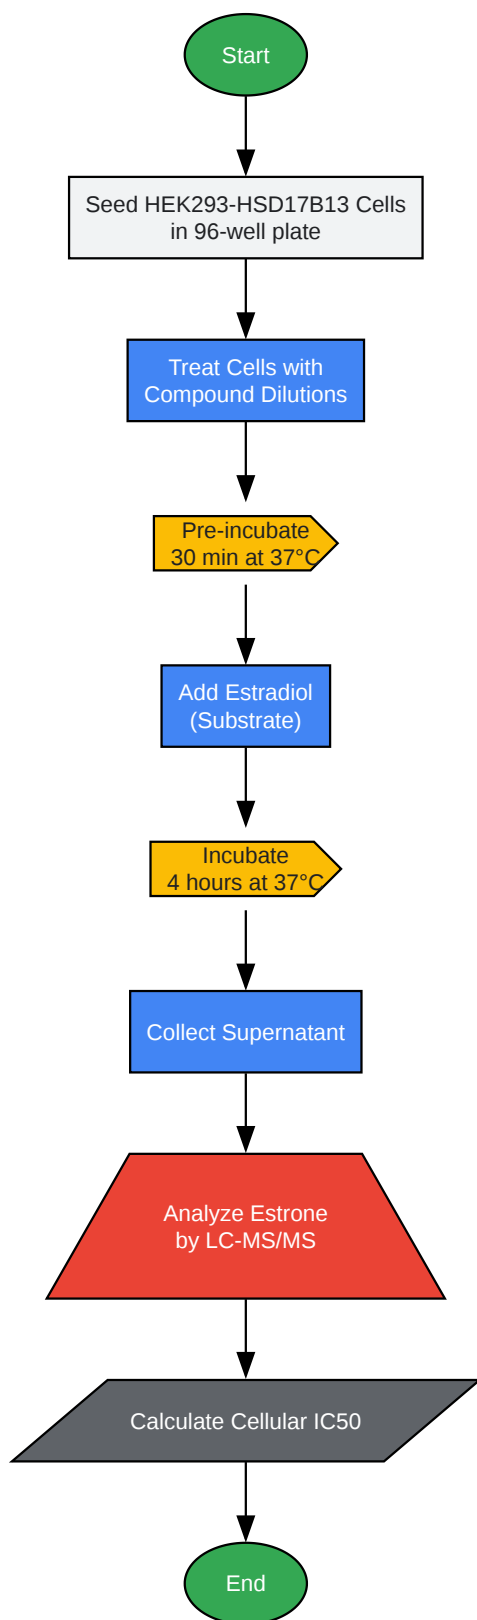 Start
Seed HEK293-HSD17B13 Cells
in 96-well plate
Treat Cells with
Compound Dilutions
Pre-incubate
30 min at 37°C
Add Estradiol
(Substrate)
Incubate
4 hours at 37°C
Collect Supernatant
Analyze Estrone
by LC-MS/MS
Calculate Cellular IC50
End